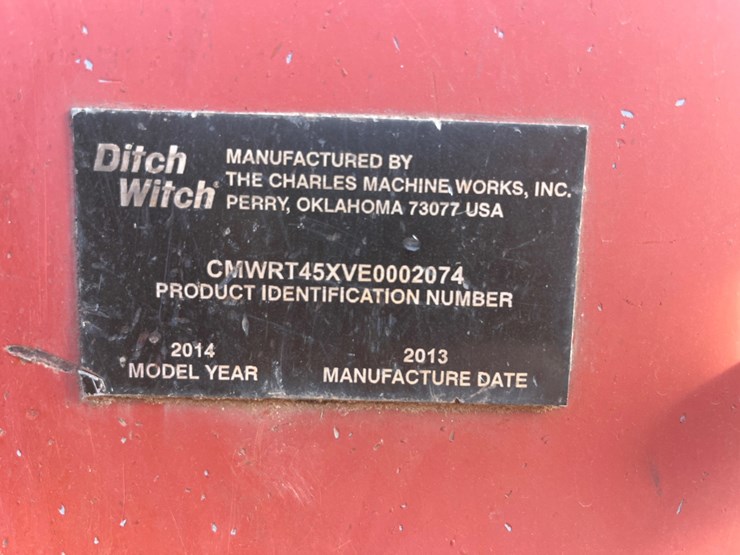 Ditch
Witch®
MANUFACTURED BY
THE CHARLES MACHINE WORKS, INC.
PERRY, OKLAHOMA 73077 USA
CMWRT45XVE0002074
PRODUCT IDENTIFICATION NUMBER
2014
MODEL YEAR
2013
MANUFACTURE DATE